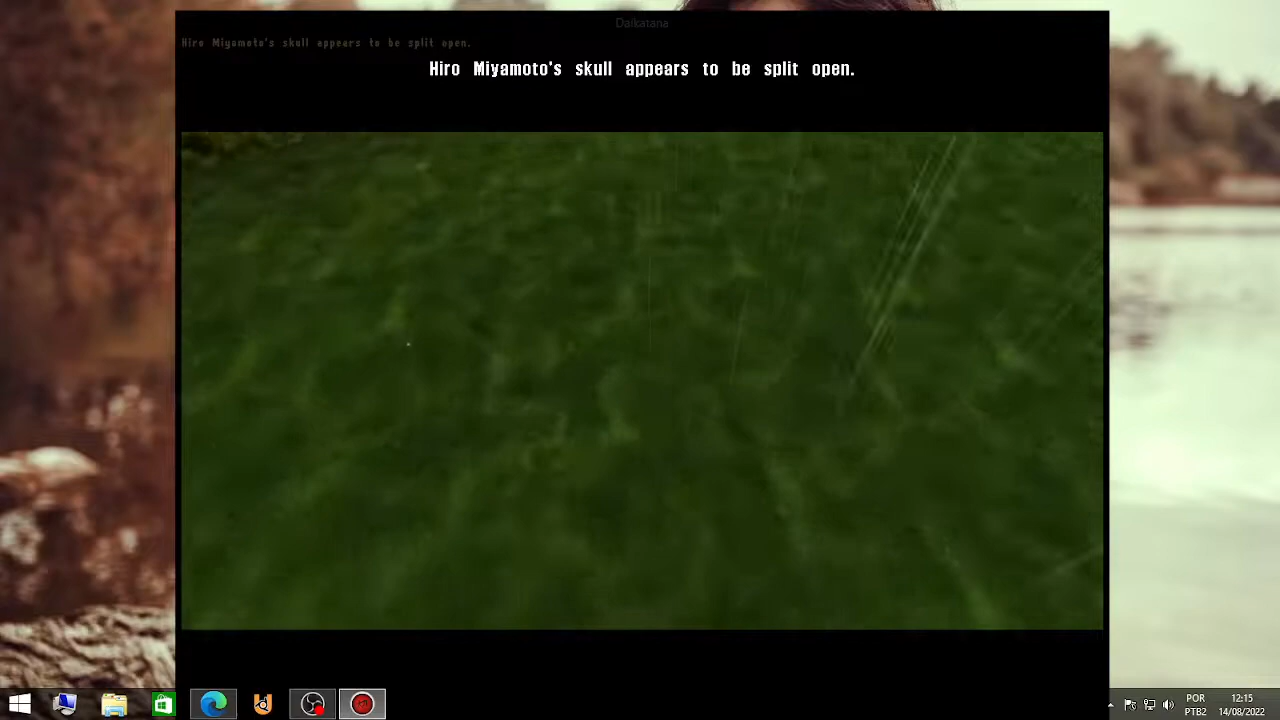 Daikatana
Hiro Miyamoto's skull appears to be split open.
Hiro Miyamoto's skull appears to be split open.
POR
PTB2
12:15
14/08/2022